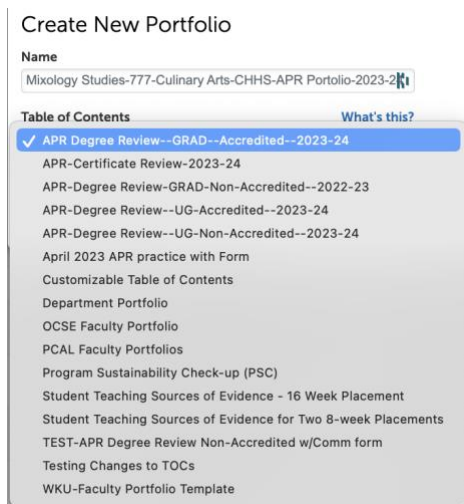 Create New Portfolio
Name
Mixology Studies-777-Culinary Arts-CHHS-APR Portolio-2023-2
Table of Contents What's this?
✓ APR Degree Review--GRAD--Accredited--2023-24
APR-Certificate Review-2023-24
APR-Degree Review-GRAD-Non-Accredited--2022-23
APR-Degree Review--UG-Accredited--2023-24
APR-Degree Review--UG-Non-Accredited--2023-24
April 2023 APR practice with Form
Customizable Table of Contents
Department Portfolio
OCSE Faculty Portfolio
PCAL Faculty Portfolios
Program Sustainability Check-up (PSC)
Student Teaching Sources of Evidence - 16 Week Placement
Student Teaching Sources of Evidence for Two 8-week Placements
TEST-APR Degree Review Non-Accredited w/Comm form
Testing Changes to TOCs
WKU-Faculty Portfolio Template